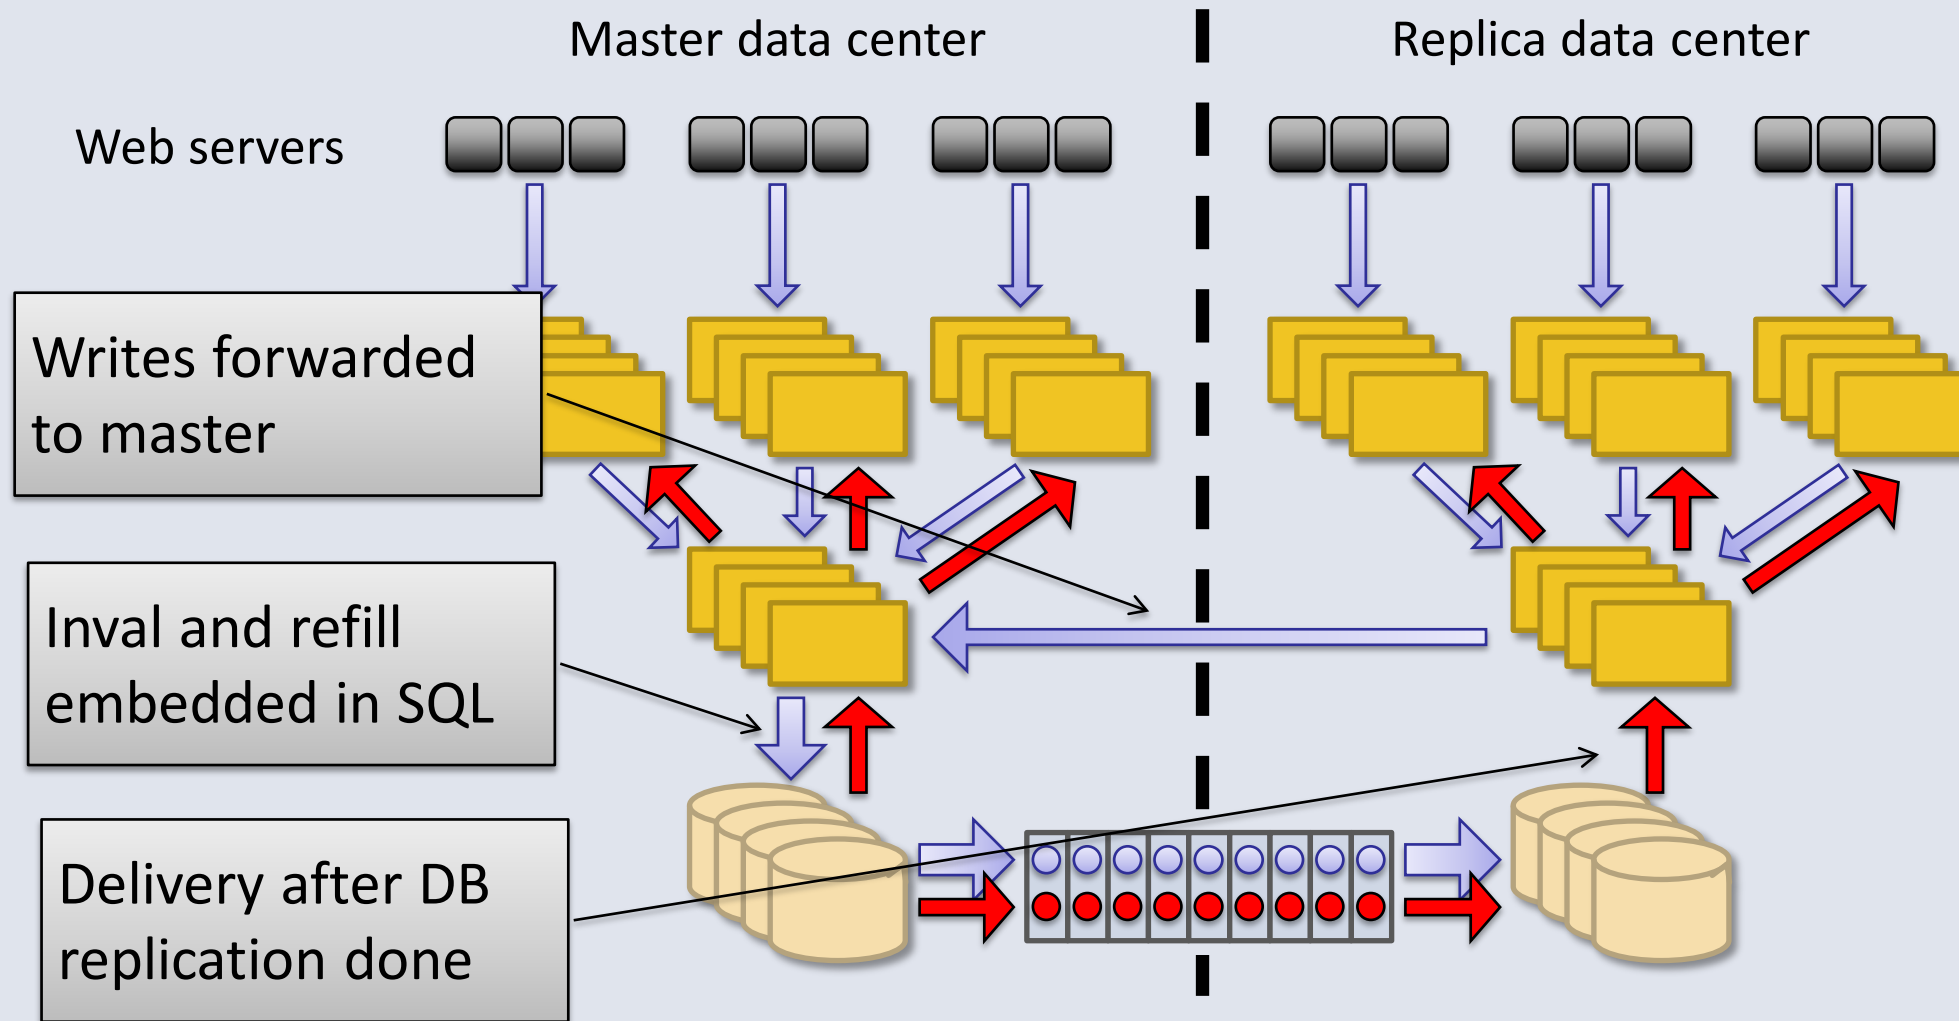 Master data center
Replica data center
Web servers
Writes forwarded
to master
Inval and refill
embedded in SQL
Delivery after DB
replication done